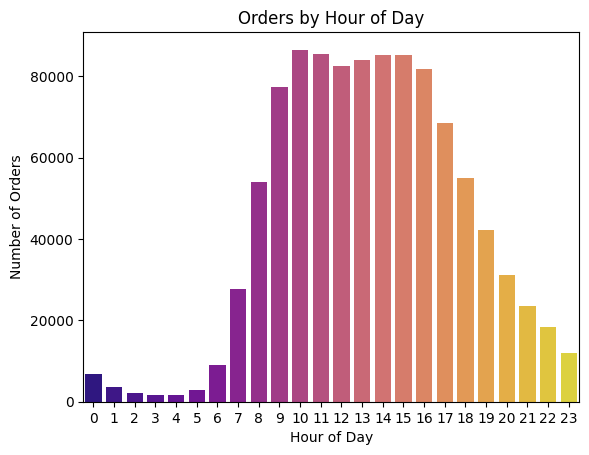 Orders by Hour of Day
Number of Orders
80000
60000
40000
20000
0
0 1 2 3 4 5 6 7 8 9 10 11 12 13 14 15 16 17 18 19 20 21 22 23
Hour of Day